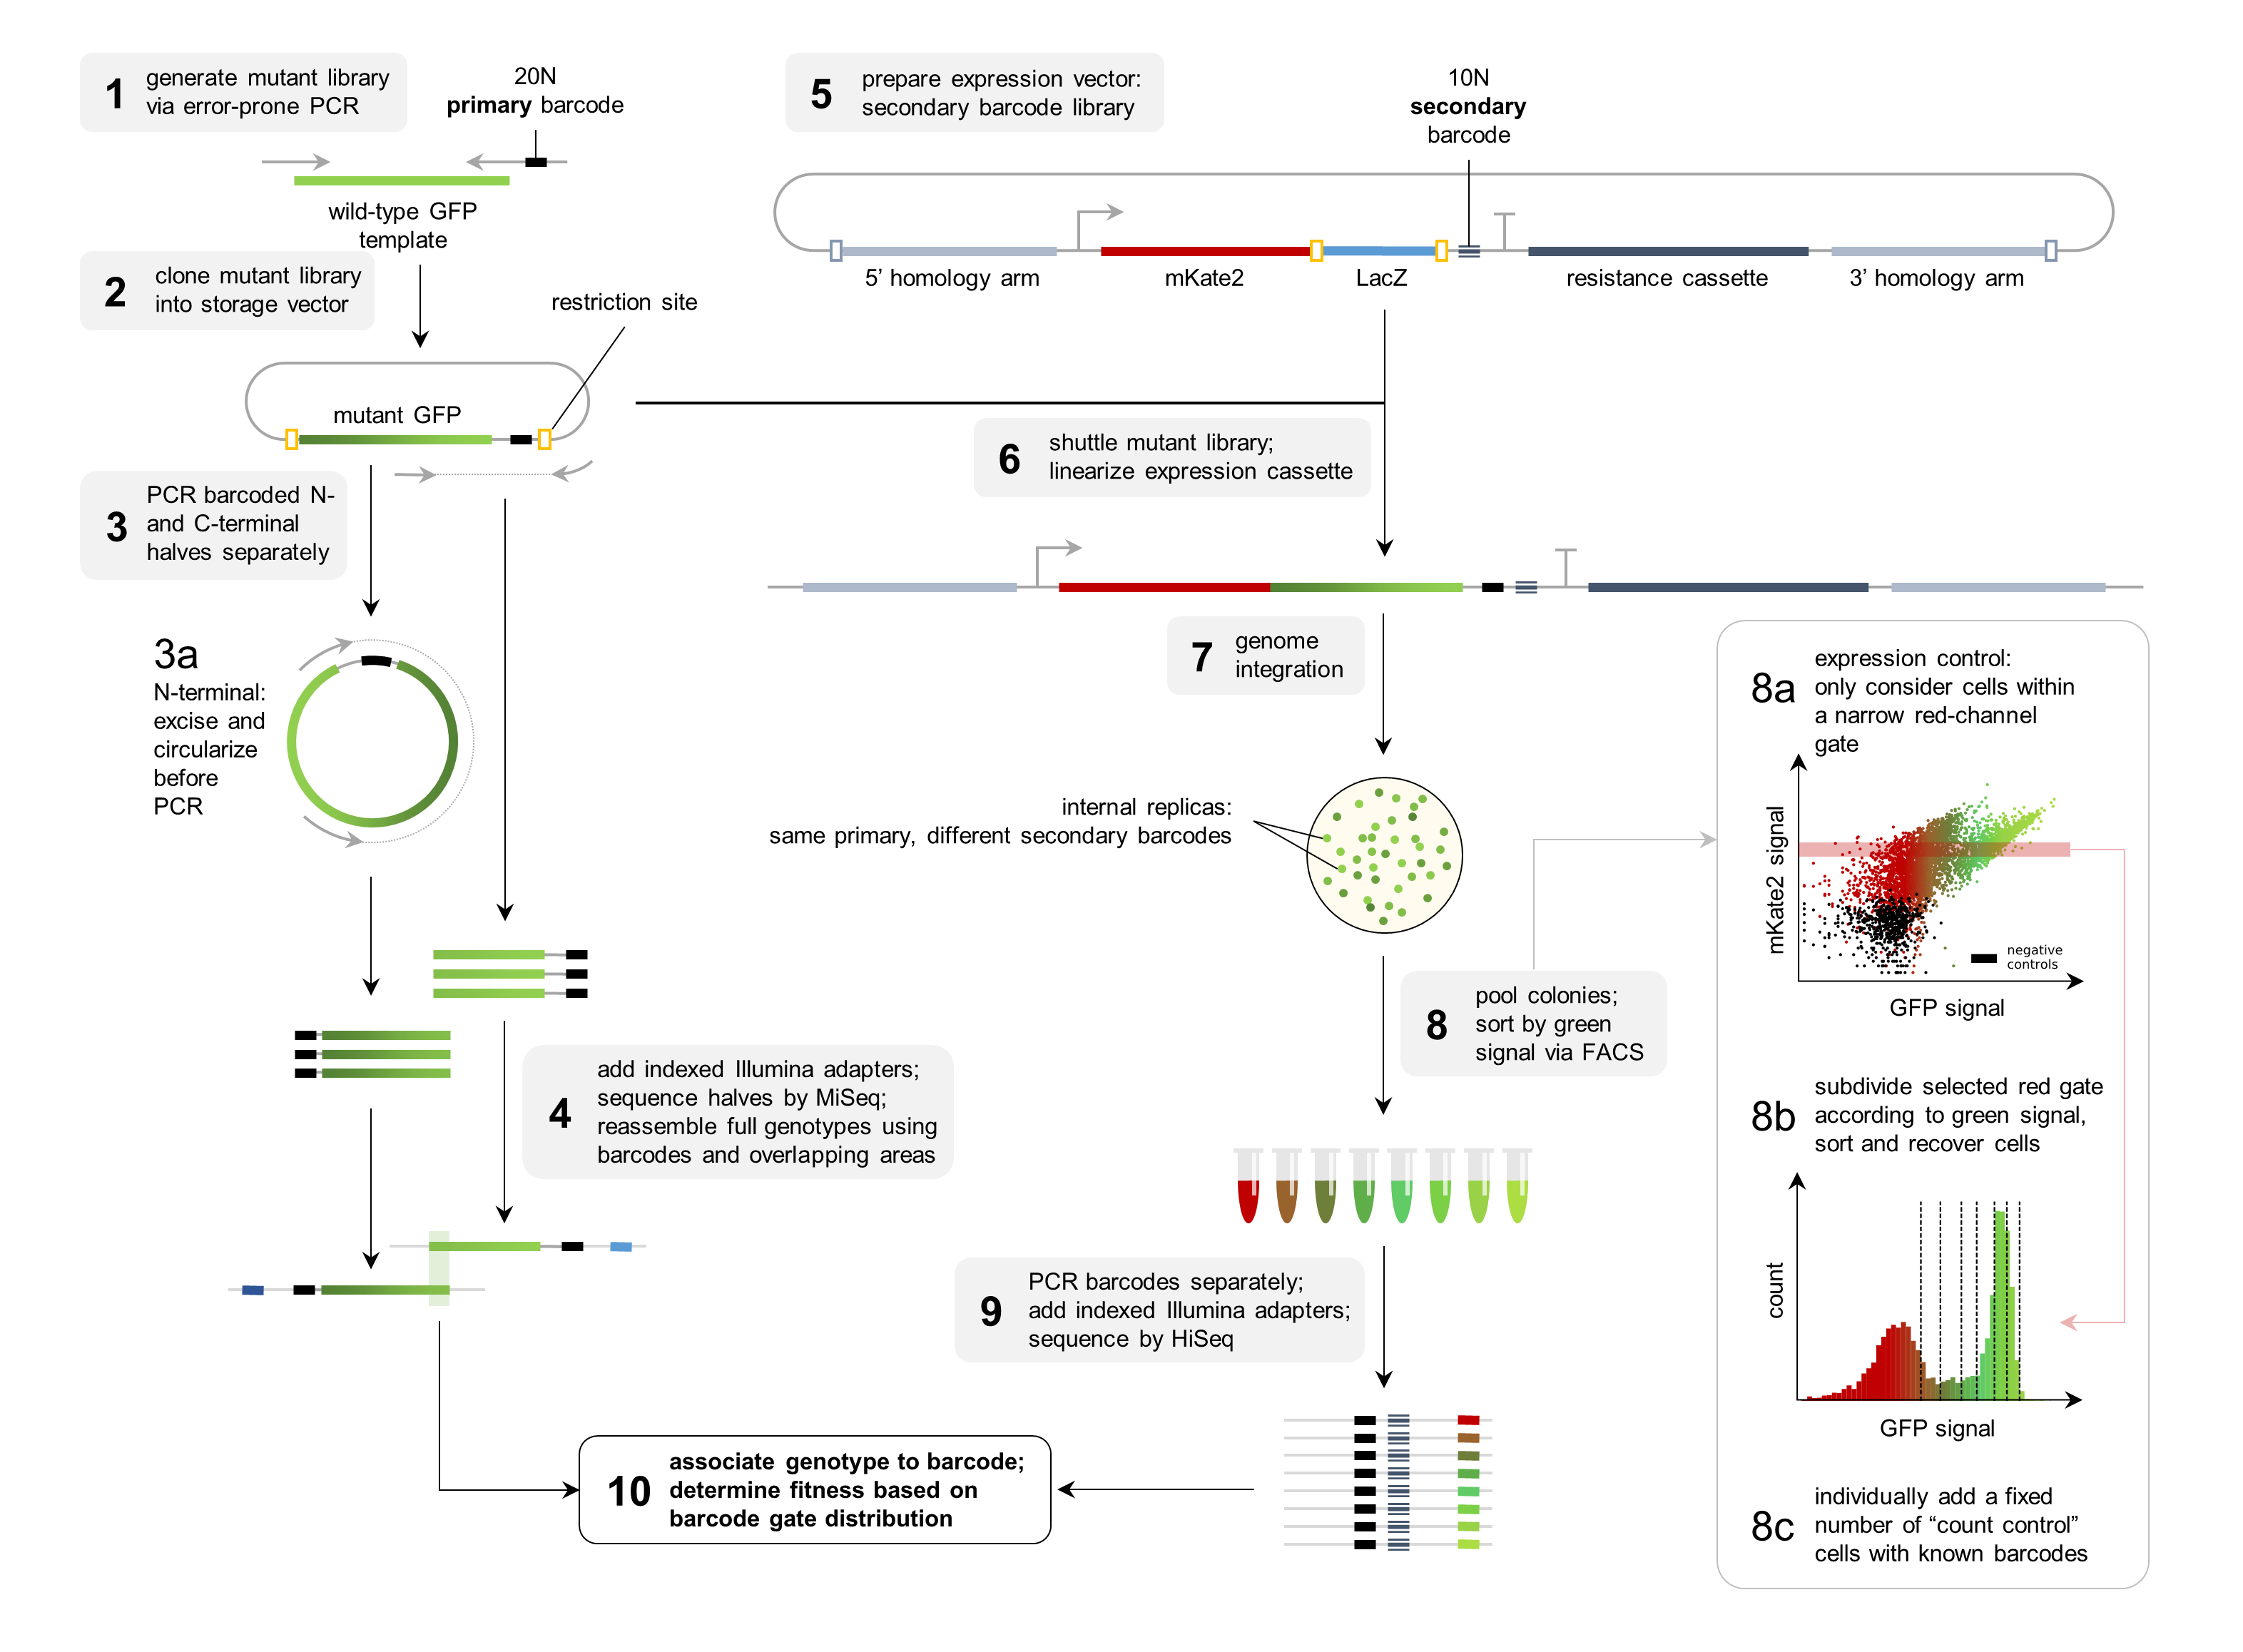 1
generate mutant library
via error-prone PCR
20N
primary barcode
wild-type GFP
template
2
clone mutant library
into storage vector
restriction site
mutant GFP
3
PCR barcoded N-
and C-terminal
halves separately
3a
N-terminal:
excise and
circularize
before
PCR
4
add indexed Illumina adapters;
sequence halves by MiSeq;
reassemble full genotypes using
barcodes and overlapping areas
5
prepare expression vector:
secondary barcode library
10N
secondary
barcode
5’ homology arm
mKate2
LacZ
resistance cassette
3’ homology arm
6
shuttle mutant library;
linearize expression cassette
7
genome
integration
internal replicas:
same primary, different secondary barcodes
8
pool colonies;
sort by green
signal via FACS
8a
expression control:
only consider cells within
a narrow red-channel
gate
mKate2 signal
negative
controls
GFP signal
8b
subdivide selected red gate
according to green signal,
sort and recover cells
count
GFP signal
8c
individually add a fixed
number of “count control”
cells with known barcodes
9
PCR barcodes separately;
add indexed Illumina adapters;
sequence by HiSeq
10
associate genotype to barcode;
determine fitness based on
barcode gate distribution